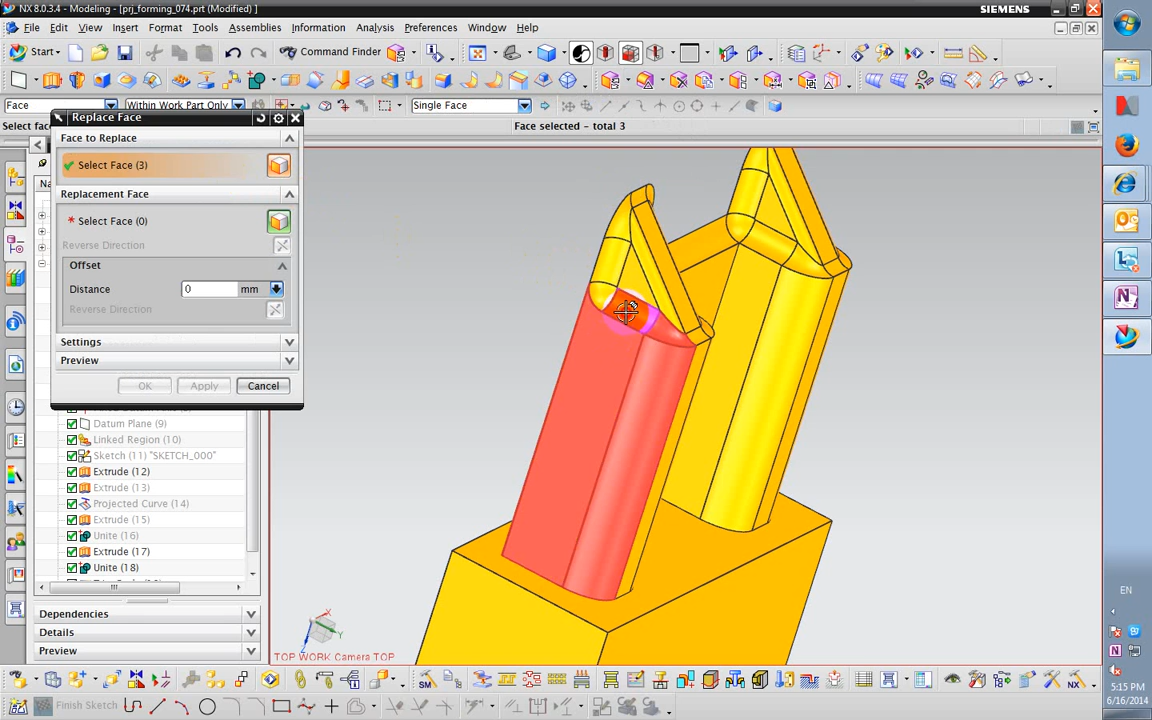 NX 8.0.3.4 - Modeling - [prj_forming_074.prt (Modified) ]
SIEMENS
File Edit View Insert Format Tools Assemblies Information Analysis Preferences Window Help
Start
Command Finder
Face
Within Work Part Only
Single Face
Select fac
Face selected - total 3
Replace Face
Face to Replace
Select Face (3)
Replacement Face
* Select Face (0)
Reverse Direction
Offset
Distance 0 mm
Reverse Direction
Settings
Preview
OK Apply Cancel
Na
Datum Plane (9)
Linked Region (10)
Sketch (11) "SKETCH_000"
Extrude (12)
Extrude (13)
Projected Curve (14)
Extrude (15)
Unite (16)
Extrude (17)
Unite (18)
Dependencies
Details
Preview
X
Y
Z
TOP WORK Camera TOP
SM
NX
Finish Sketch
EN
5:15 PM
6/16/2014